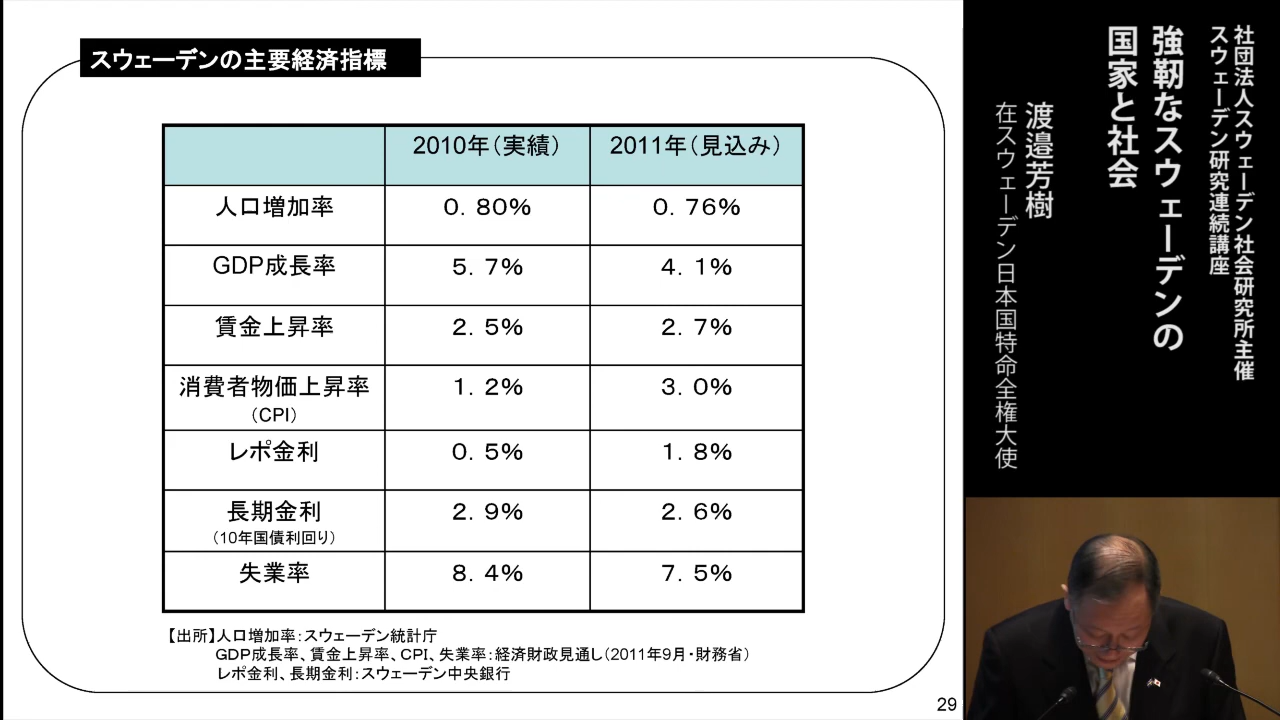 スウェーデンの主要経済指標
2010年(実績) 2011年(見込み)
人口増加率 0.80% 0.76%
GDP成長率 5.7% 4.1%
賃金上昇率 2.5% 2.7%
消費者物価上昇率 1.2% 3.0%
(CPI)
レポ金利 0.5% 1.8%
長期金利 2.9% 2.6%
(10年国債利回り)
失業率 8.4% 7.5%
【出所】人口増加率:スウェーデン統計庁
GDP成長率、賃金上昇率、CPI、失業率:経済財政見通し(2011年9月・財務省)
レポ金利、長期金利:スウェーデン中央銀行
29
社団法人スウェーデン社会研究所主催
スウェーデン研究連続講座
強靭なスウェーデンの
国家と社会
渡邉芳樹
在スウェーデン日本国特命全権大使